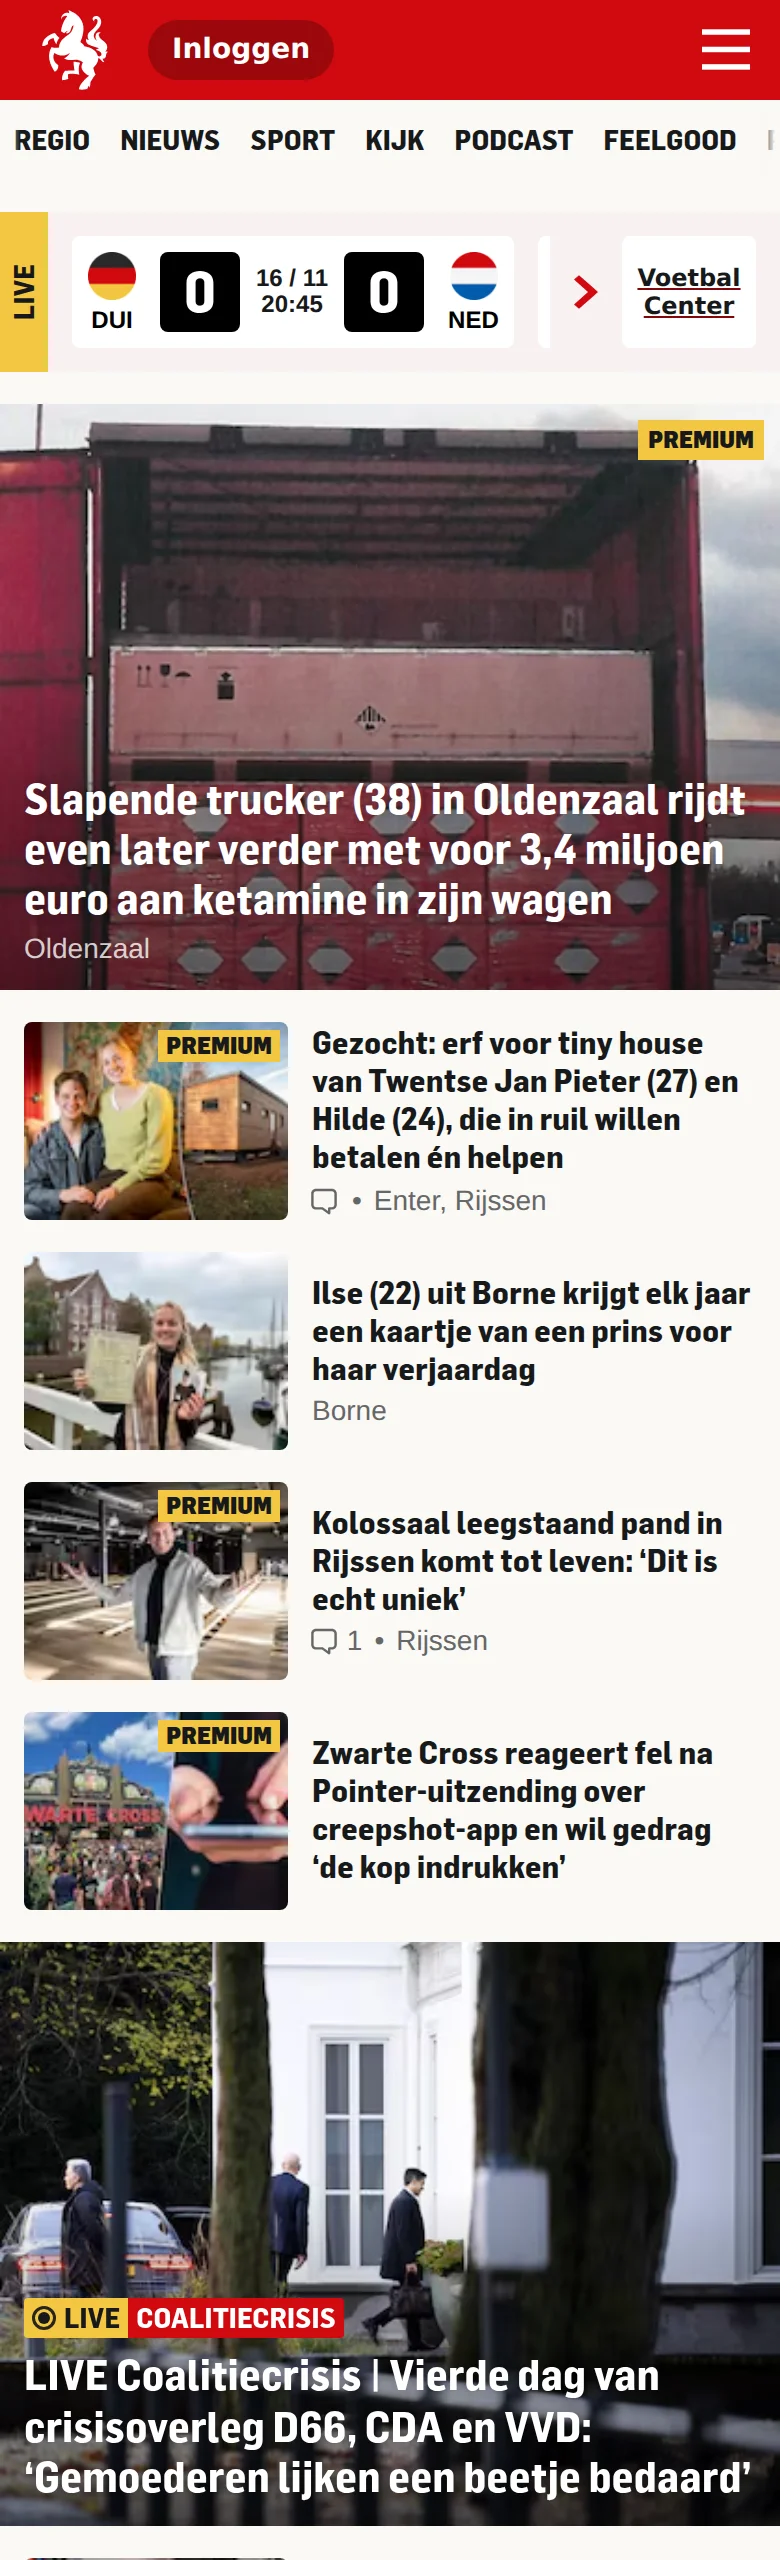 Inloggen
REGIO NIEUWS SPORT KIJK PODCAST FEELGOOD
LIVE
DUI
0
16 / 11
20:45
0
NED
Voetbal
Center
PREMIUM
Slapende trucker (38) in Oldenzaal rijdt
even later verder met voor 3,4 miljoen
euro aan ketamine in zijn wagen
Oldenzaal
PREMIUM
Gezocht: erf voor tiny house
van Twentse Jan Pieter (27) en
Hilde (24), die in ruil willen
betalen én helpen
• Enter, Rijssen
Ilse (22) uit Borne krijgt elk jaar
een kaartje van een prins voor
haar verjaardag
Borne
PREMIUM
Kolossaal leegstaand pand in
Rijssen komt tot leven: ‘Dit is
echt uniek’
1 • Rijssen
PREMIUM
WARTE CROSS
Zwarte Cross reageert fel na
Pointer-uitzending over
creepshot-app en wil gedrag
‘de kop indrukken’
LIVE COALITIECRISIS
LIVE Coalitiecrisis | Vierde dag van
crisisoverleg D66, CDA en VVD:
‘Gemoederen lijken een beetje bedaard’